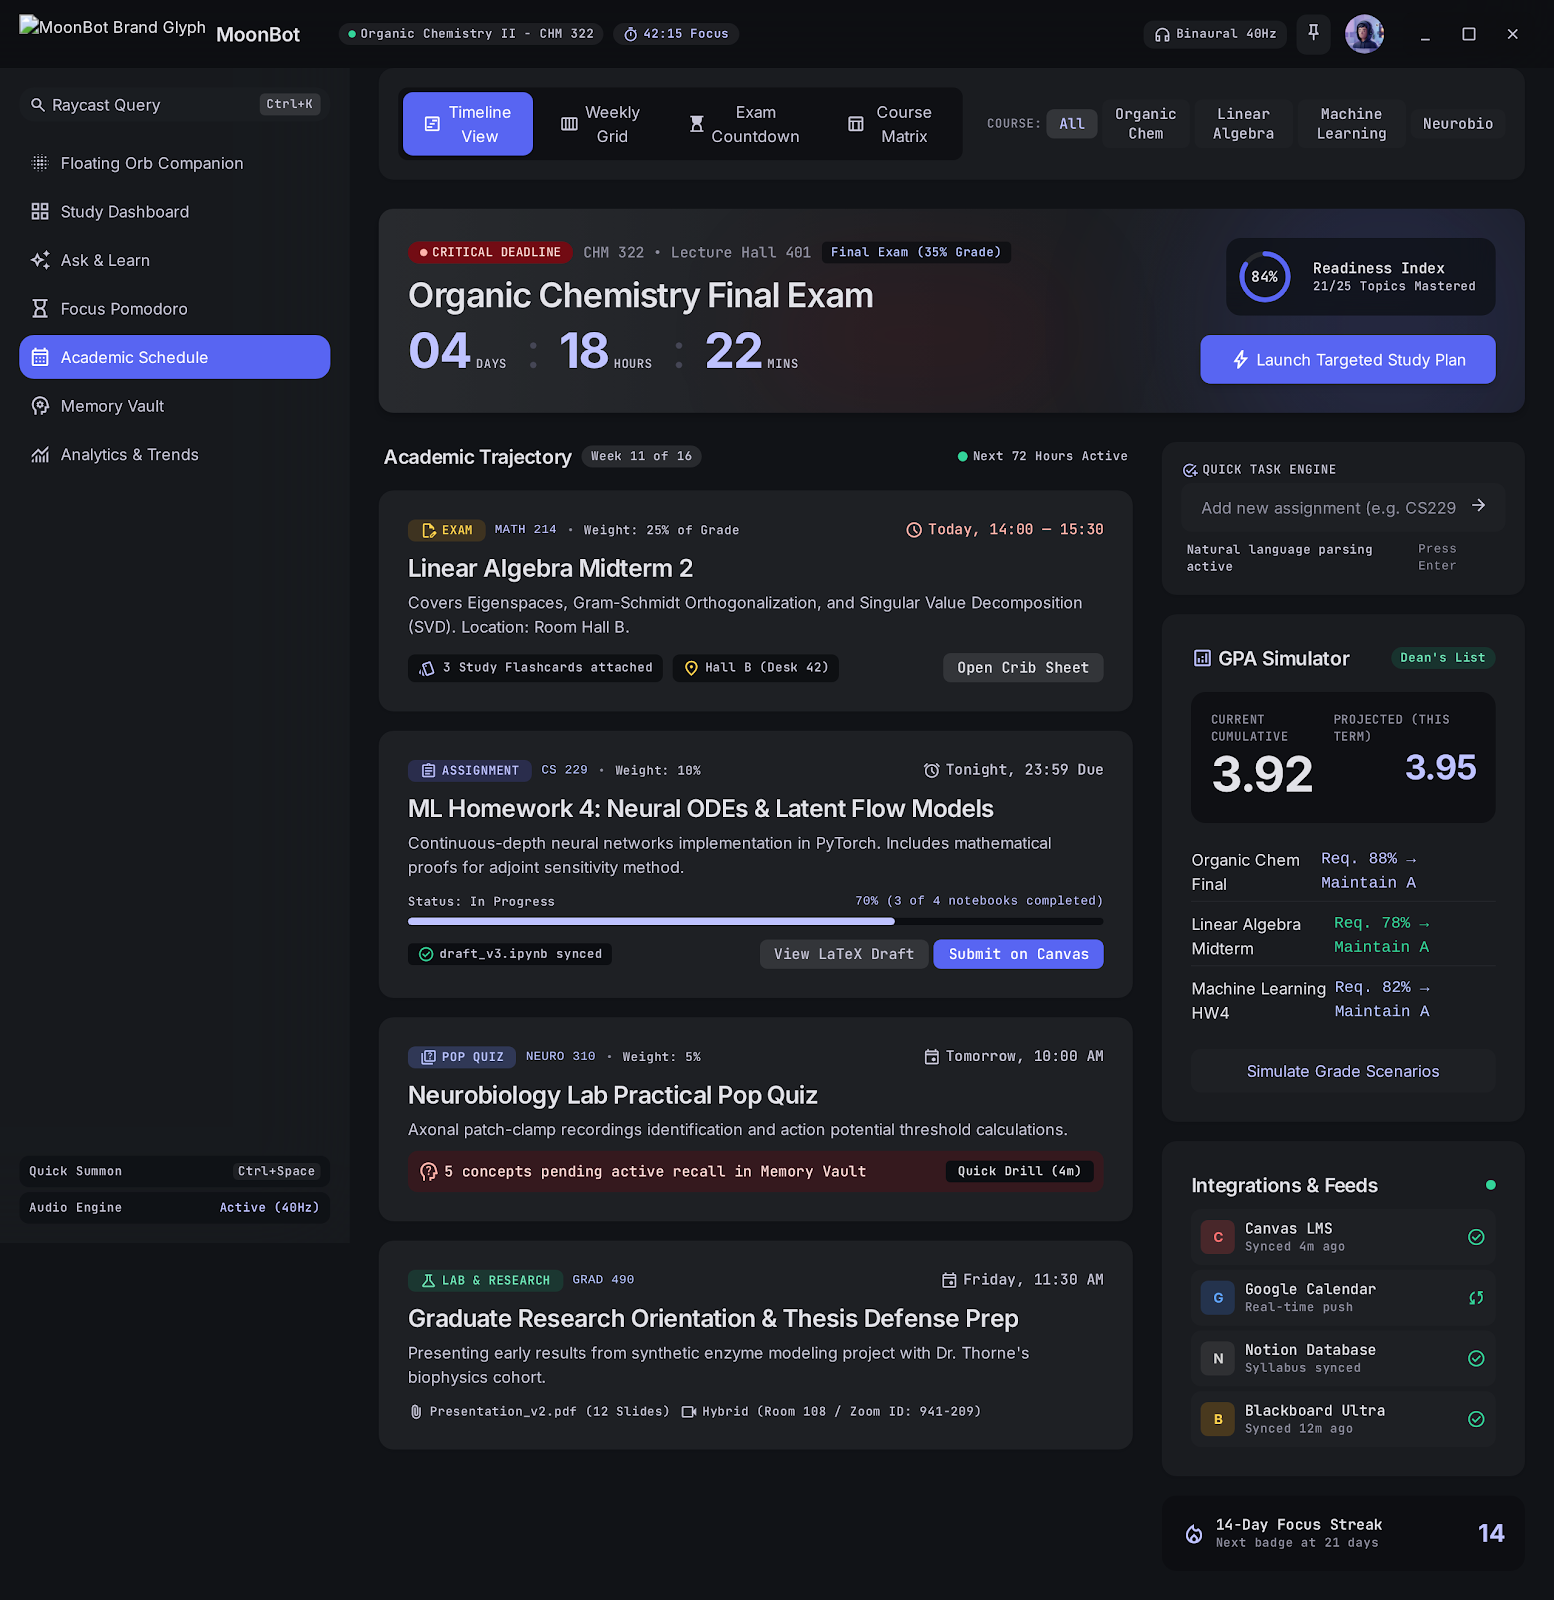 MoonBot Brand Glyph
MoonBot
Organic Chemistry II - CHM 322
42:15 Focus
Binaural 40Hz
Raycast Query
Ctrl+K
Floating Orb Companion
Study Dashboard
Ask & Learn
Focus Pomodoro
Academic Schedule
Memory Vault
Analytics & Trends
Quick Summon
Ctrl+Space
Audio Engine
Active (40Hz)
Timeline
View
Weekly
Grid
Exam
Countdown
Course
Matrix
COURSE:
All
Organic
Chem
Linear
Algebra
Machine
Learning
Neurobio
CRITICAL DEADLINE
CHM 322 • Lecture Hall 401
Final Exam (35% Grade)
Organic Chemistry Final Exam
04 DAYS : 18 HOURS : 22 MINS
84%
Readiness Index
21/25 Topics Mastered
Launch Targeted Study Plan
Academic Trajectory
Week 11 of 16
Next 72 Hours Active
EXAM
MATH 214 • Weight: 25% of Grade
Today, 14:00 — 15:30
Linear Algebra Midterm 2
Covers Eigenspaces, Gram-Schmidt Orthogonalization, and Singular Value Decomposition
(SVD). Location: Room Hall B.
3 Study Flashcards attached
Hall B (Desk 42)
Open Crib Sheet
ASSIGNMENT
CS 229 • Weight: 10%
Tonight, 23:59 Due
ML Homework 4: Neural ODEs & Latent Flow Models
Continuous-depth neural networks implementation in PyTorch. Includes mathematical
proofs for adjoint sensitivity method.
Status: In Progress
70% (3 of 4 notebooks completed)
draft_v3.ipynb synced
View LaTeX Draft
Submit on Canvas
POP QUIZ
NEURO 310 • Weight: 5%
Tomorrow, 10:00 AM
Neurobiology Lab Practical Pop Quiz
Axonal patch-clamp recordings identification and action potential threshold calculations.
5 concepts pending active recall in Memory Vault
Quick Drill (4m)
LAB & RESEARCH
GRAD 490
Friday, 11:30 AM
Graduate Research Orientation & Thesis Defense Prep
Presenting early results from synthetic enzyme modeling project with Dr. Thorne's
biophysics cohort.
Presentation_v2.pdf (12 Slides)
Hybrid (Room 108 / Zoom ID: 941-209)
QUICK TASK ENGINE
Add new assignment (e.g. CS229
Natural language parsing
active
Press
Enter
GPA Simulator
Dean's List
CURRENT
CUMULATIVE
3.92
PROJECTED (THIS
TERM)
3.95
Organic Chem
Final
Req. 88% →
Maintain A
Linear Algebra
Midterm
Req. 78% →
Maintain A
Machine Learning
HW4
Req. 82% →
Maintain A
Simulate Grade Scenarios
Integrations & Feeds
C
Canvas LMS
Synced 4m ago
G
Google Calendar
Real-time push
N
Notion Database
Syllabus synced
B
Blackboard Ultra
Synced 12m ago
14-Day Focus Streak
Next badge at 21 days
14